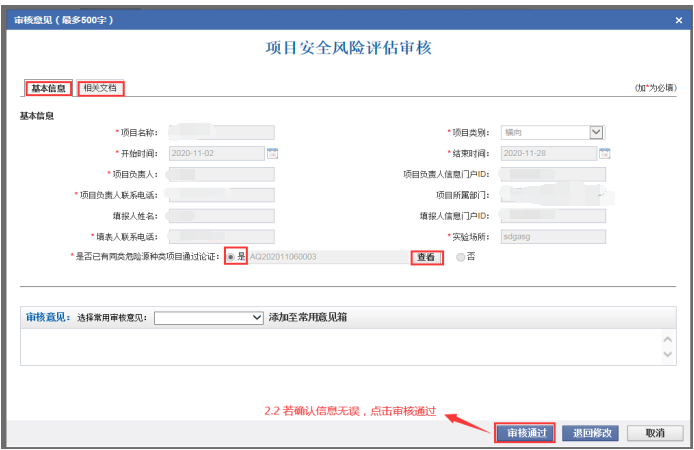 审核意见（最多500字） ×
项目安全风险评估审核
基本信息 相关文档 (加*为必填)
基本信息
*项目名称： *项目类别： 横向
*开始时间： 2020-11-02 *结束时间： 2020-11-28
*项目负责人： 项目负责人信息门户ID：
*项目负责人联系电话： 项目所属部门：
填报人姓名： 填报人信息门户ID：
*填表人联系电话： *实验场所： sdgasg
*是否已有同类危险源种类项目通过论证： 是 AQ202011060003 查看 否
审核意见： 选择常用审核意见： 添加至常用意见箱
2.2 若确认信息无误，点击审核通过
审核通过 退回修改 取消